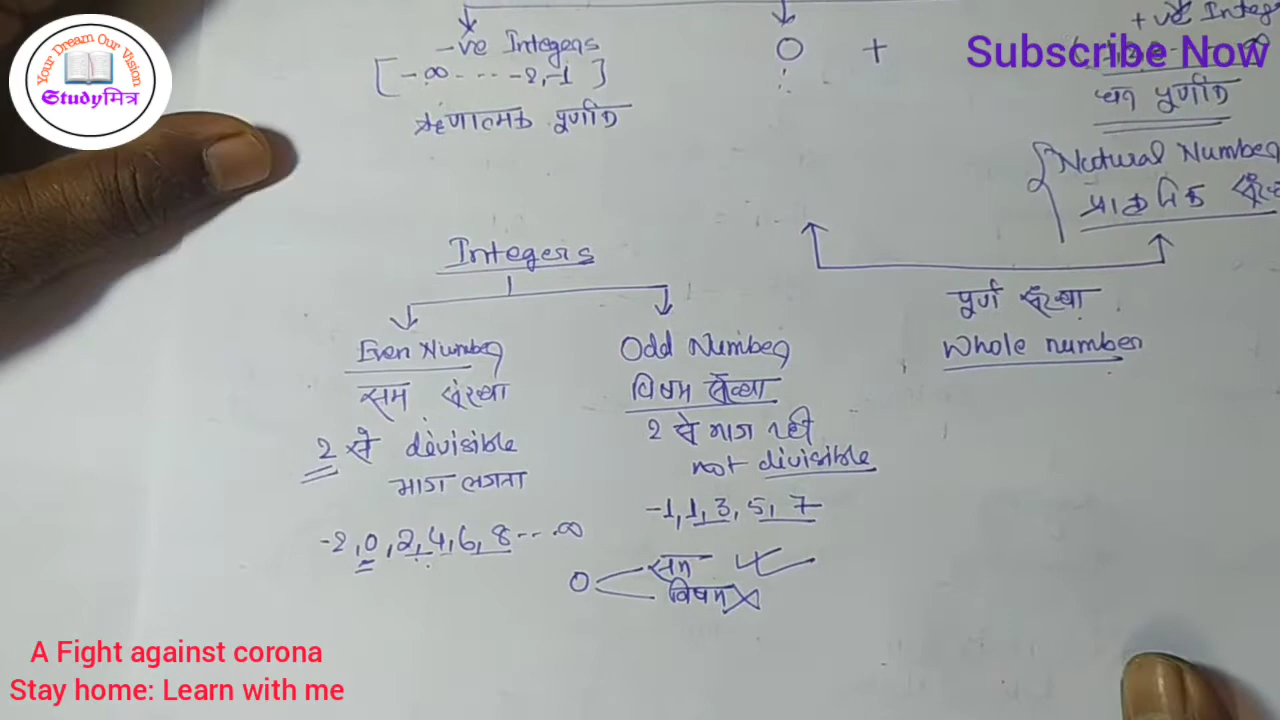 Your Dream Our Vision
Studyमित्र
Subscribe Now
-ve Integers
[-∞ ... -2,-1]
ऋणात्मक पूर्णांक
0 +
+ve Integ
धन पूर्णांक
Natural Number
प्राकृतिक
Integers
Even Number
सम संख्या
2 से devisible
भाग लगता
-2, 0, 2, 4, 6, 8 --- ∞
Odd Number
विषम संख्या
2 से भाग नहीं
not divisible
-1, 1, 3, 5, 7
0 सम ✓
विषम ✗
पूर्ण संख्या
Whole number
A Fight against corona
Stay home: Learn with me